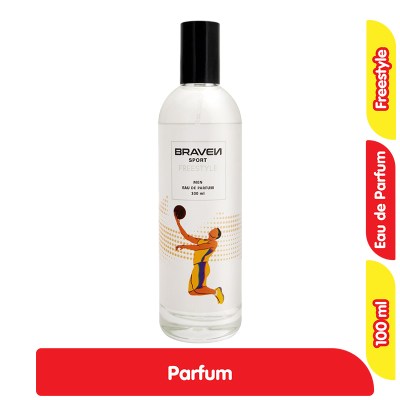 BRAVEN
SPORT
FREESTYLE
MEN
EAU DE PARFUM
100 ml
Freestyle
Eau de Parfum
100 ml
Parfum